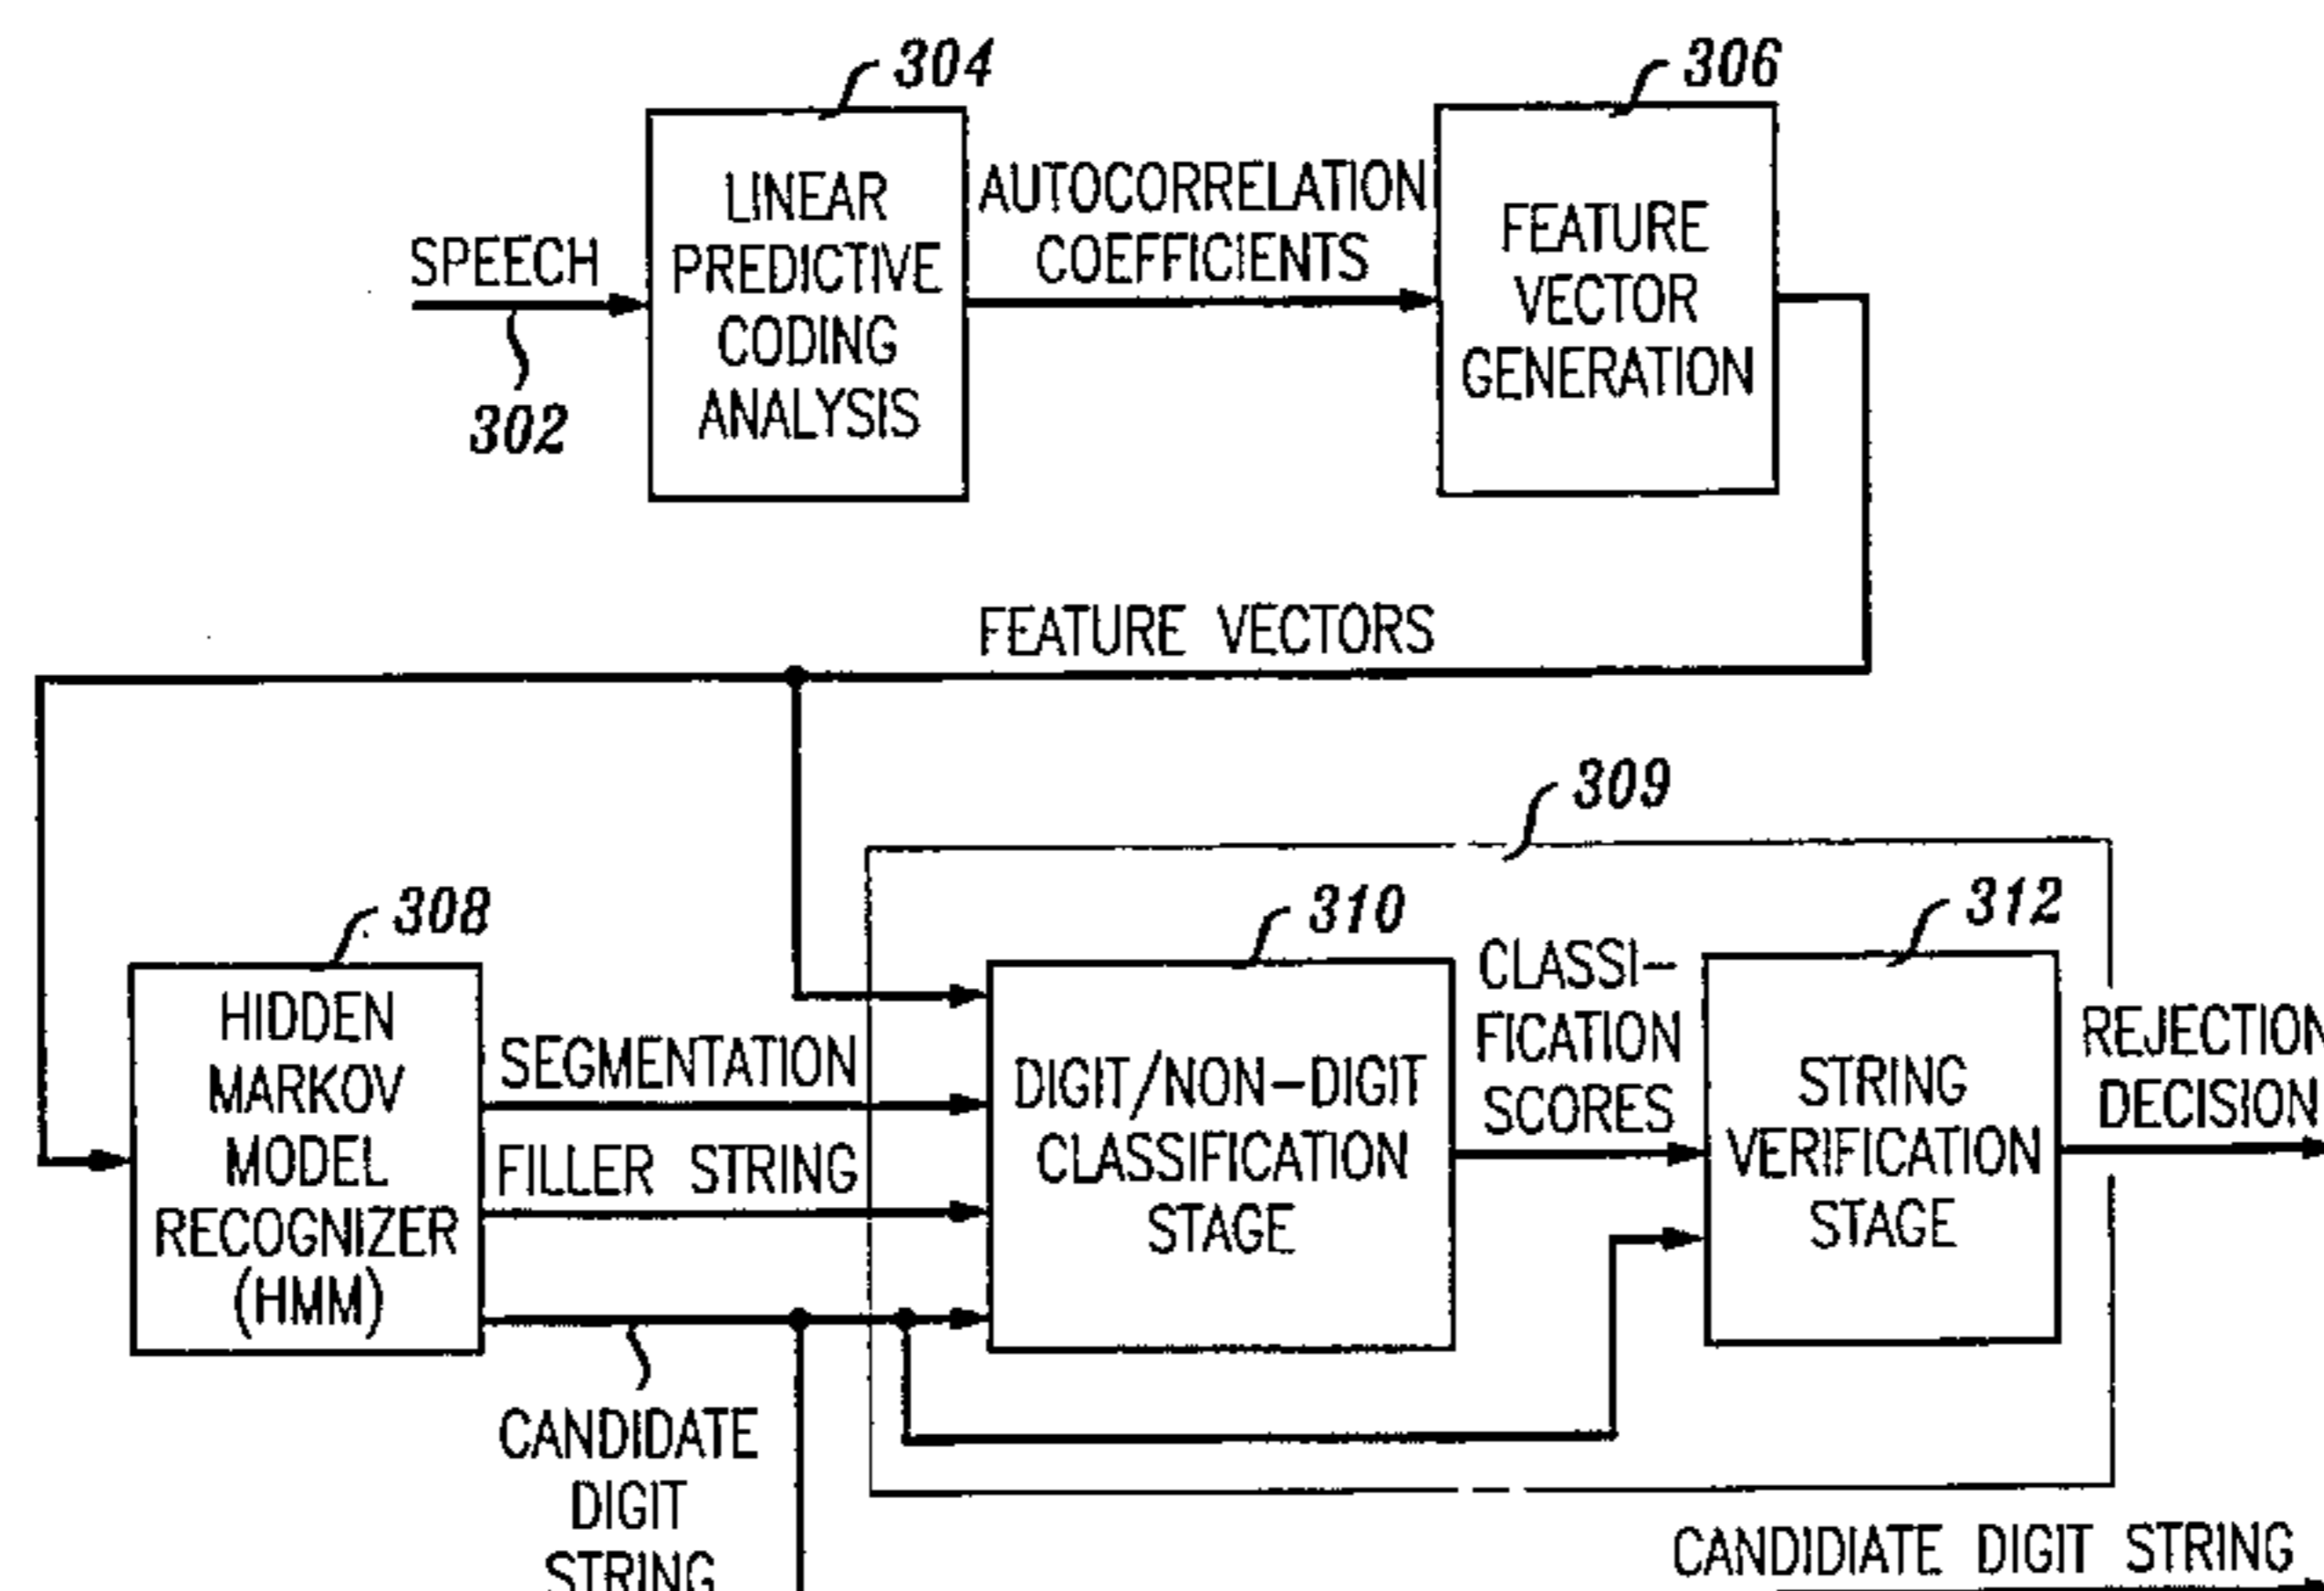 304
306
LINEAR
PREDICTIVE
CODING
ANALYSIS
SPEECH
302
AUTOCORRELATION
COEFFICIENTS
FEATURE
VECTOR
GENERATION
FEATURE VECTORS
309
308
310
312
HIDDEN
MARKOV
MODEL
RECOGNIZER
(HMM)
SEGMENTATION
FILLER STRING
CANDIDATE
DIGIT
STRING
DIGIT/NON-DIGIT
CLASSIFICATION
STAGE
CLASSI-
FICATION
SCORES
STRING
VERIFICATION
STAGE
REJECTION
DECISION
CANDIDIATE DIGIT STRING